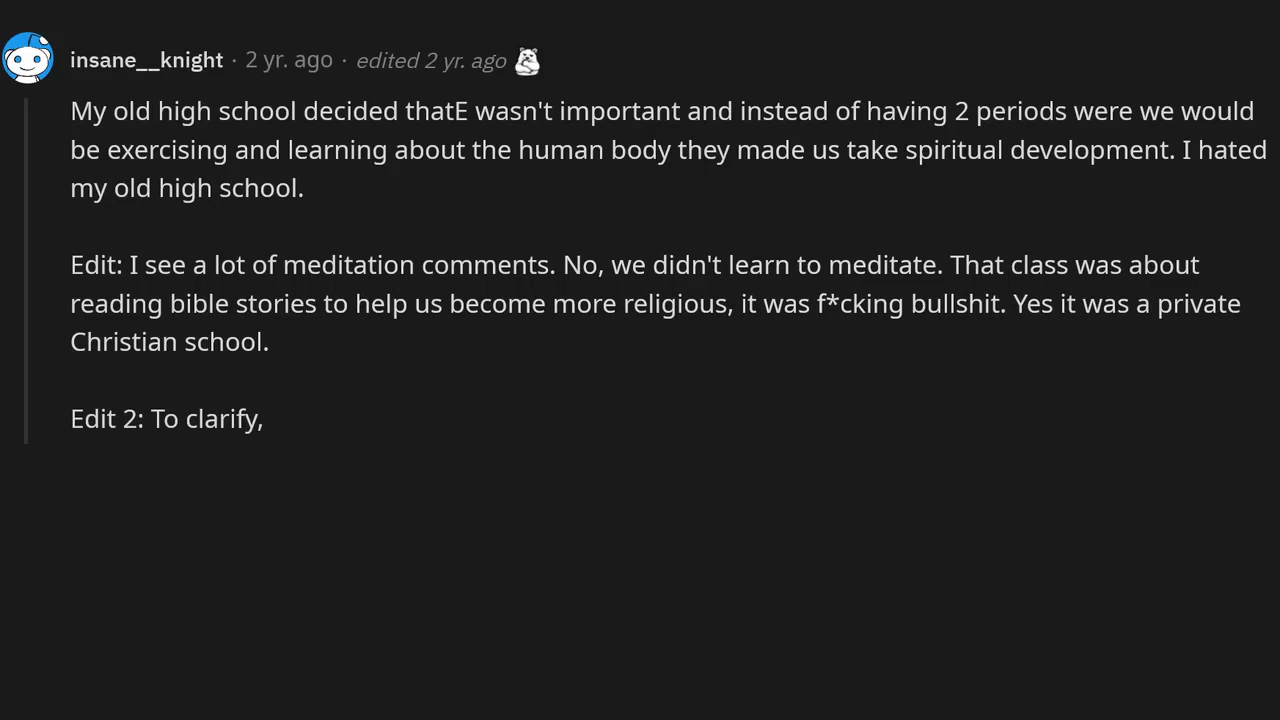 insane__knight · 2 yr. ago · edited 2 yr. ago
My old high school decided thatE wasn't important and instead of having 2 periods were we would
be exercising and learning about the human body they made us take spiritual development. I hated
my old high school.
Edit: I see a lot of meditation comments. No, we didn't learn to meditate. That class was about
reading bible stories to help us become more religious, it was f*cking bullshit. Yes it was a private
Christian school.
Edit 2: To clarify,